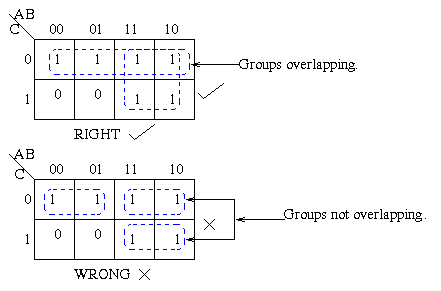 AB
C 00 01 11 10
0 1 1 1 1 Groups overlapping.
1 0 0 1 1
RIGHT
AB
C 00 01 11 10
0 1 1 1 1
Groups not overlapping.
1 0 0 1 1
WRONG